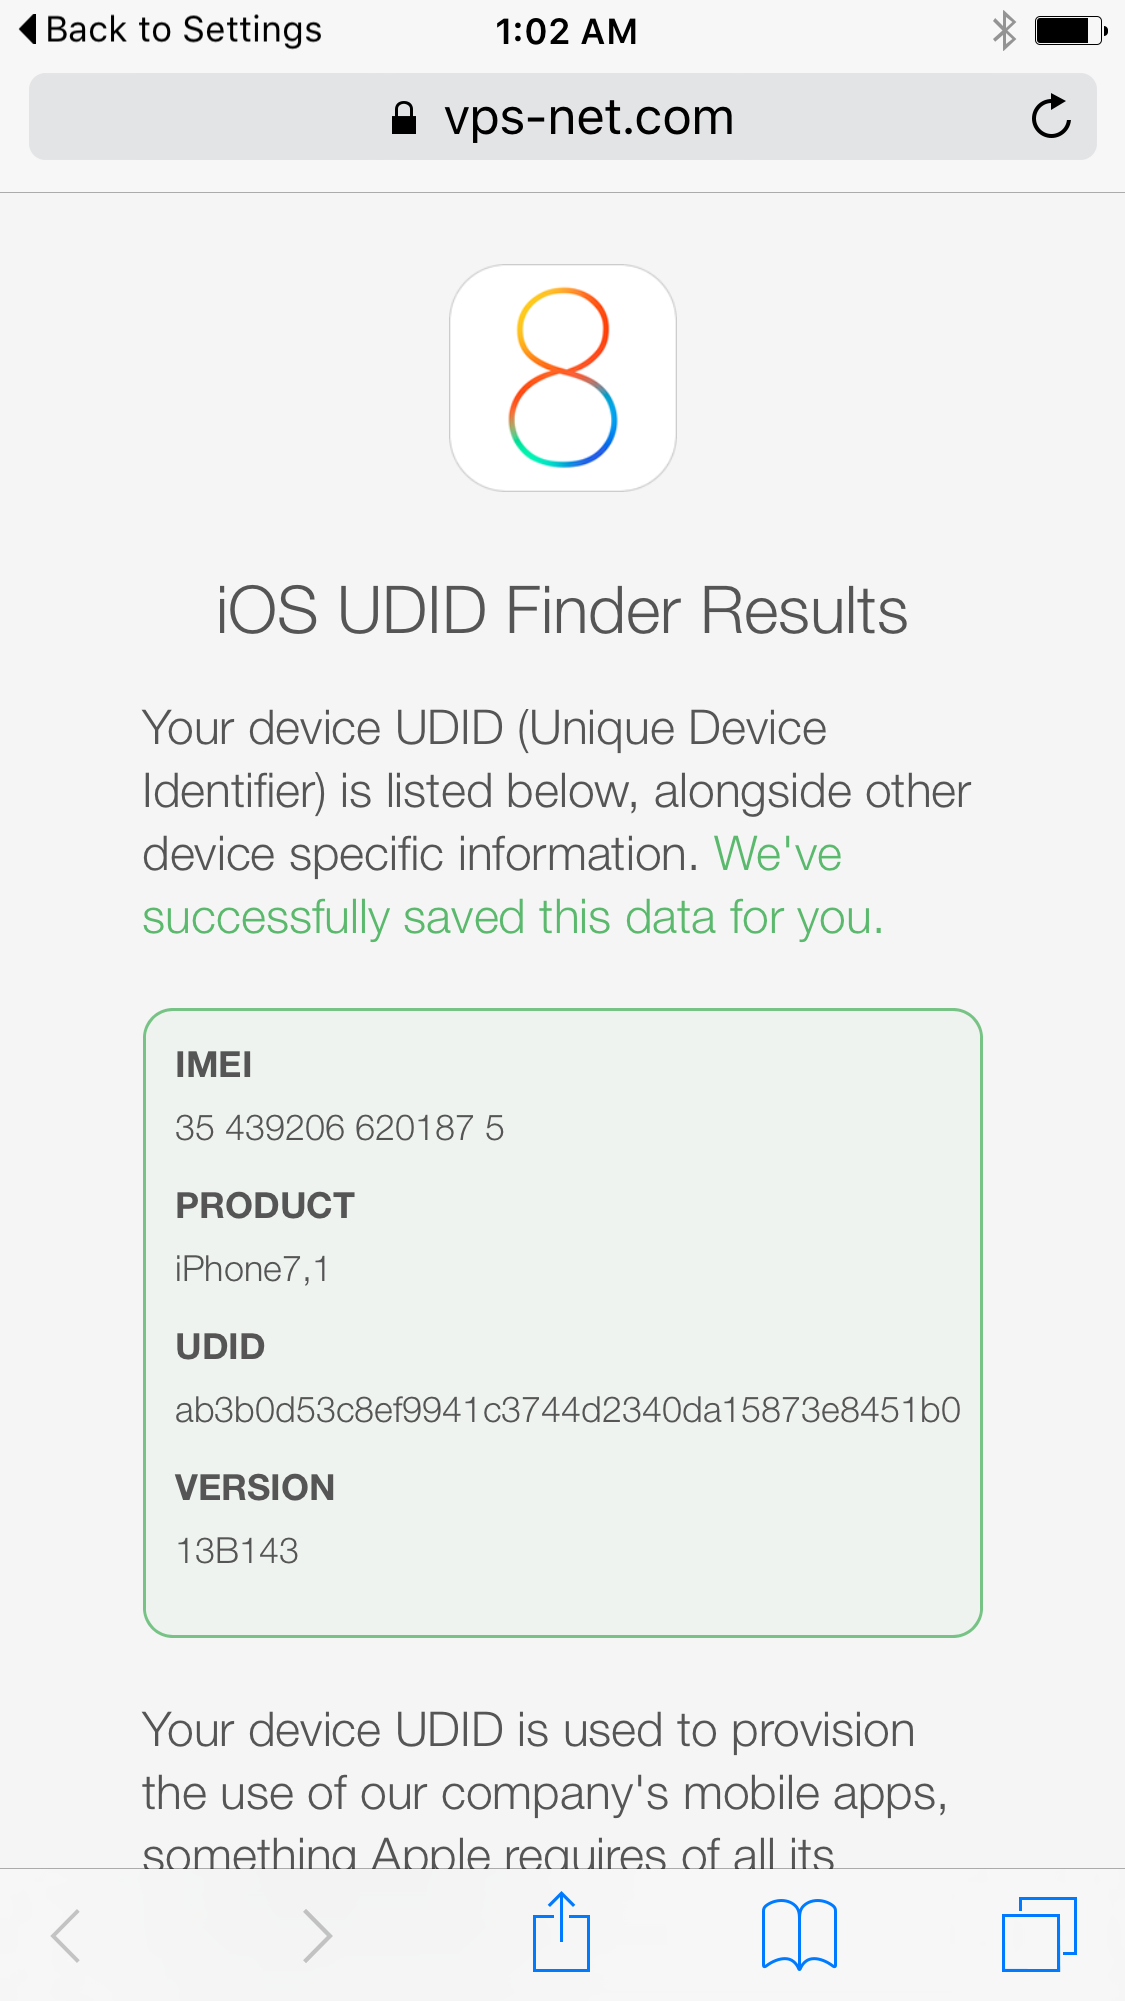 Back to Settings 1:02 AM
vps-net.com
8
iOS UDID Finder Results
Your device UDID (Unique Device
Identifier) is listed below, alongside other
device specific information. We've
successfully saved this data for you.
IMEI
35 439206 620187 5
PRODUCT
iPhone7,1
UDID
ab3b0d53c8ef9941c3744d2340da15873e8451b0
VERSION
13B143
Your device UDID is used to provision
the use of our company's mobile apps,
something Apple requires of all its